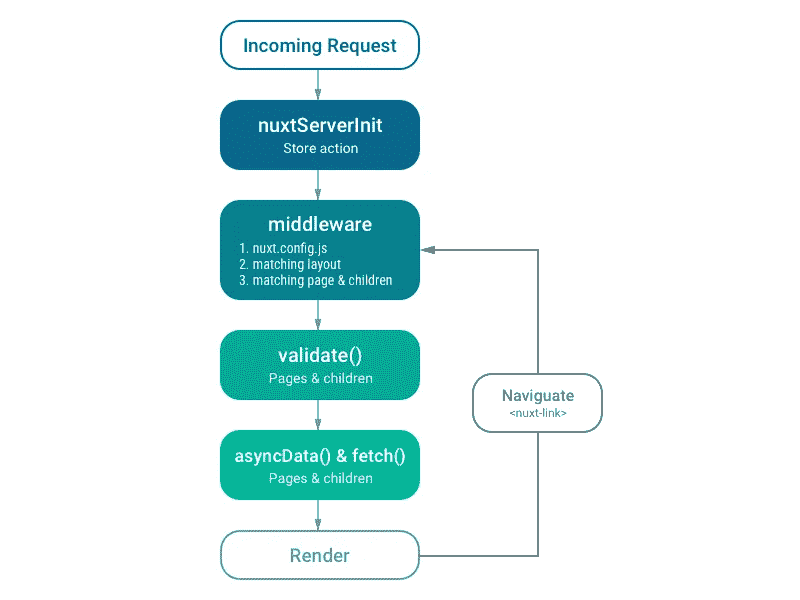 Incoming Request
nuxtServerInit
Store action
middleware
1. nuxt.config.js
2. matching layout
3. matching page & children
validate()
Pages & children
Naviguate
<nuxt-link>
asyncData() & fetch()
Pages & children
Render